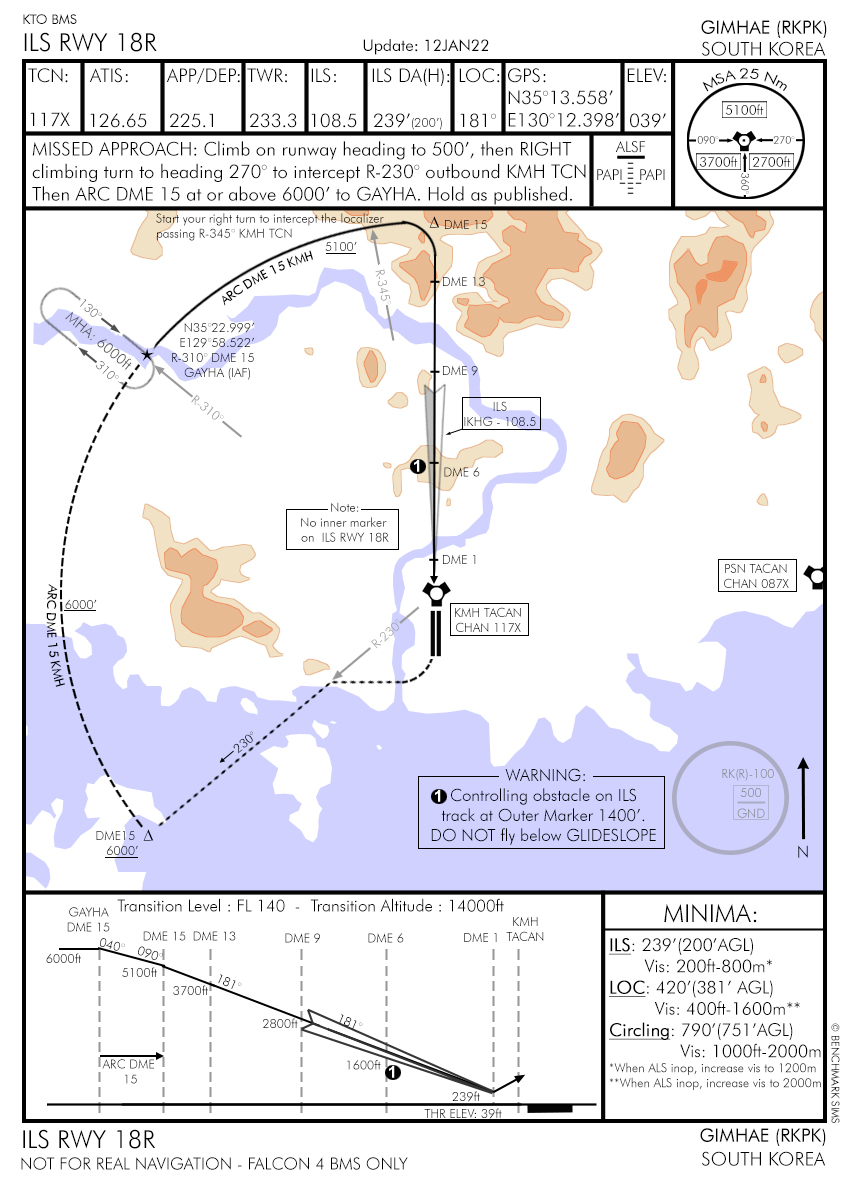 KTO BMS
ILS RWY 18R
Update: 12JAN22
GIMHAE (RKPK)
SOUTH KOREA
TCN:
117X
ATIS:
126.65
APP/DEP:
225.1
TWR:
233.3
ILS:
108.5
ILS DA(H):
239'(200')
LOC:
181°
GPS:
N35°13.558'
E130°12.398'
ELEV:
039'
MSA 25 Nm
5100ft
090°
270°
3700ft
2700ft
360°
MISSED APPROACH: Climb on runway heading to 500', then RIGHT
climbing turn to heading 270° to intercept R-230° outbound KMH TCN
Then ARC DME 15 at or above 6000' to GAYHA. Hold as published.
ALSF
PAPI
PAPI
Start your right turn to intercept the localizer
passing R-345° KMH TCN
5100'
ARC DME 15 KMH
DME 15
R-345°
DME 13
130°
MHA: 6000ft
310°
N35°22.999'
E129°58.522'
R-310° DME 15
GAYHA (IAF)
R-310°
DME 9
ILS
IKHG - 108.5
1
DME 6
Note:
No inner marker
on ILS RWY 18R
DME 1
PSN TACAN
CHAN 087X
KMH TACAN
CHAN 117X
6000'
ARC DME 15 KMH
R-230°
230°
WARNING:
1 Controlling obstacle on ILS
track at Outer Marker 1400'.
DO NOT fly below GLIDESLOPE
RK(R)-100
500
GND
N
DME15
6000'
Transition Level : FL 140 - Transition Altitude : 14000ft
GAYHA
DME 15
DME 15
DME 13
DME 9
DME 6
DME 1
KMH
TACAN
6000ft
040°
090°
5100ft
3700ft
181°
2800ft
181°
1600ft
1
239ft
ARC DME
15
THR ELEV: 39ft
MINIMA:
ILS: 239'(200'AGL)
Vis: 200ft-800m*
LOC: 420'(381' AGL)
Vis: 400ft-1600m**
Circling: 790'(751'AGL)
Vis: 1000ft-2000m
*When ALS inop, increase vis to 1200m
**When ALS inop, increase vis to 2000m
© BENCHMARK SIMS
ILS RWY 18R
NOT FOR REAL NAVIGATION - FALCON 4 BMS ONLY
GIMHAE (RKPK)
SOUTH KOREA